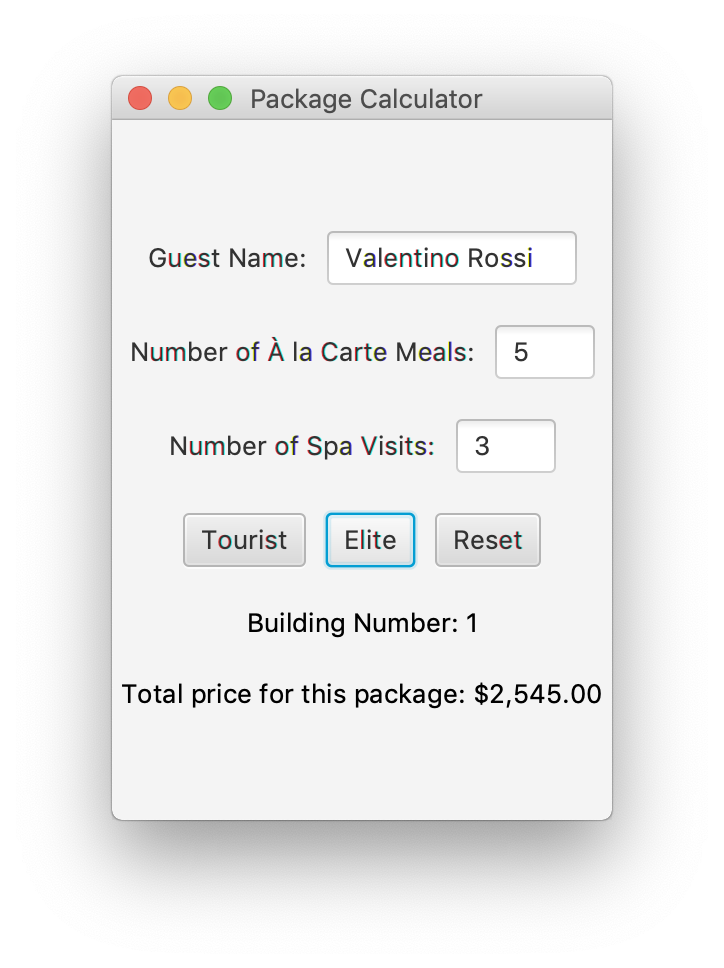 Package Calculator
Guest Name: Valentino Rossi
Number of À la Carte Meals: 5
Number of Spa Visits: 3
Tourist Elite Reset
Building Number: 1
Total price for this package: $2,545.00